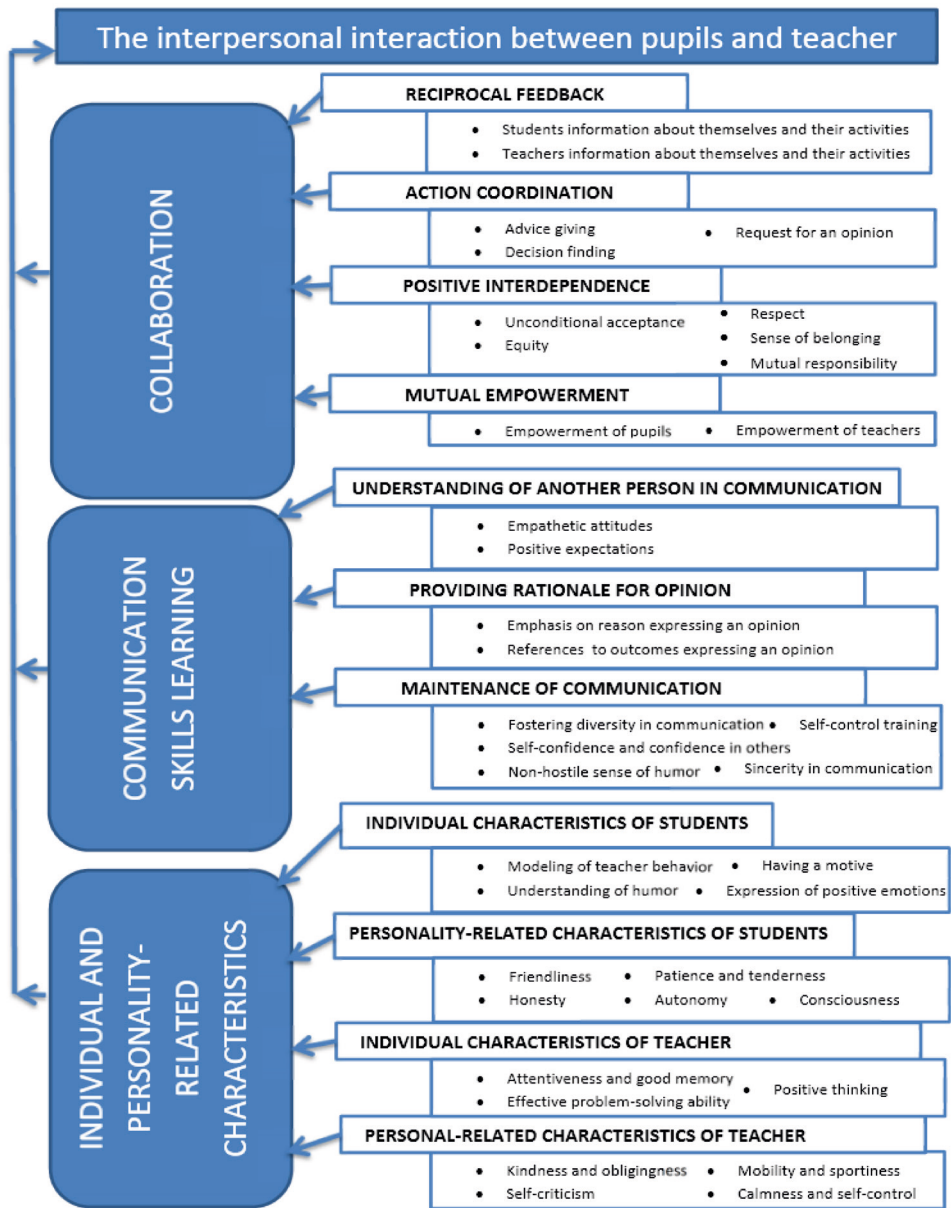 The interpersonal interaction between pupils and teacher
COLLABORATION
RECIPROCAL FEEDBACK
• Students information about themselves and their activities
• Teachers information about themselves and their activities
ACTION COORDINATION
• Advice giving
• Decision finding
• Request for an opinion
POSITIVE INTERDEPENDENCE
• Unconditional acceptance
• Equity
• Respect
• Sense of belonging
• Mutual responsibility
MUTUAL EMPOWERMENT
• Empowerment of pupils
• Empowerment of teachers
COMMUNICATION
SKILLS LEARNING
UNDERSTANDING OF ANOTHER PERSON IN COMMUNICATION
• Empathetic attitudes
• Positive expectations
PROVIDING RATIONALE FOR OPINION
• Emphasis on reason expressing an opinion
• References to outcomes expressing an opinion
MAINTENANCE OF COMMUNICATION
• Fostering diversity in communication
• Self-control training
• Self-confidence and confidence in others
• Non-hostile sense of humor
• Sincerity in communication
INDIVIDUAL AND
PERSONALITY-
RELATED
CHARACTERISTICS
INDIVIDUAL CHARACTERISTICS OF STUDENTS
• Modeling of teacher behavior
• Having a motive
• Understanding of humor
• Expression of positive emotions
PERSONALITY-RELATED CHARACTERISTICS OF STUDENTS
• Friendliness
• Patience and tenderness
• Honesty
• Autonomy
• Consciousness
INDIVIDUAL CHARACTERISTICS OF TEACHER
• Attentiveness and good memory
• Effective problem-solving ability
• Positive thinking
PERSONAL-RELATED CHARACTERISTICS OF TEACHER
• Kindness and obligingness
• Mobility and sportiness
• Self-criticism
• Calmness and self-control